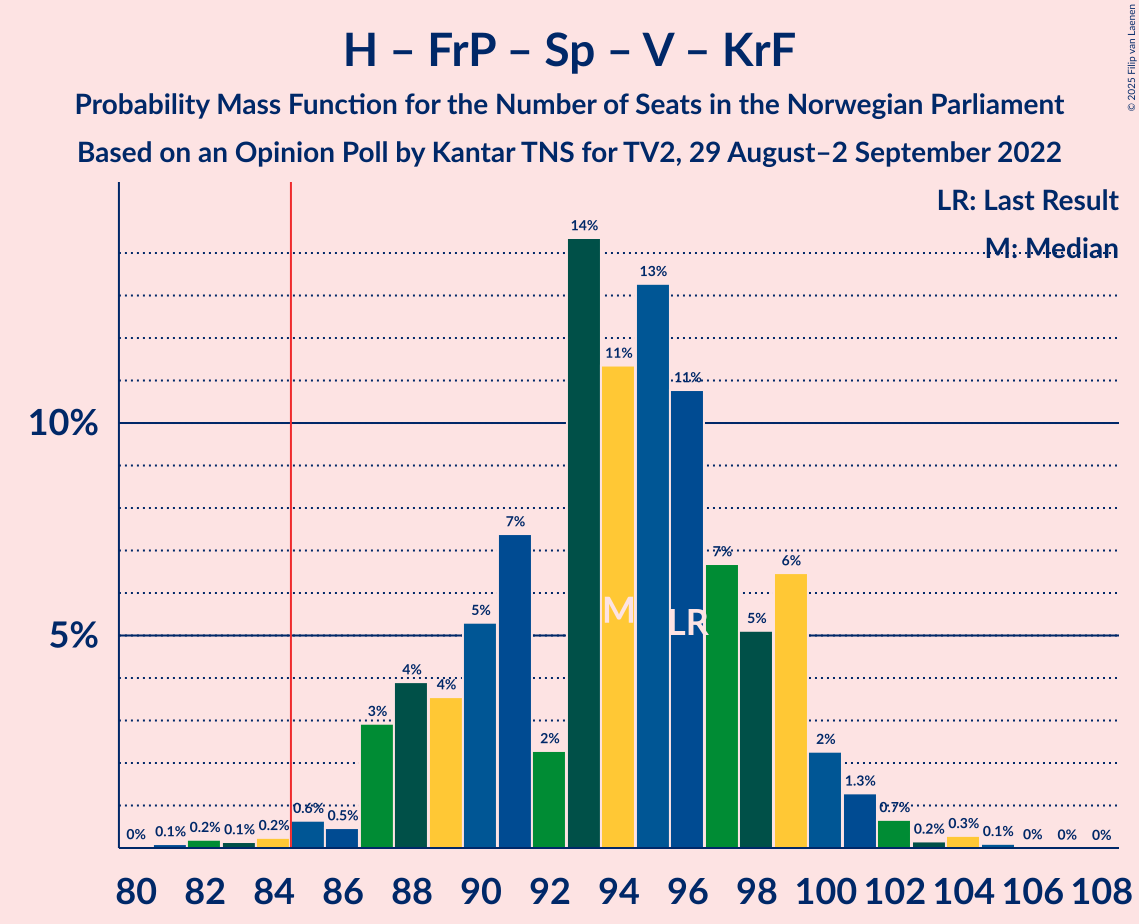 H – FrP – Sp – V – KrF
Probability Mass Function for the Number of Seats in the Norwegian Parliament
Based on an Opinion Poll by Kantar TNS for TV2, 29 August–2 September 2022
© 2025 Filip van Laenen
LR: Last Result
M: Median
10%
5%
0% 0.1% 0.2% 0.1% 0.2% 0.6% 0.5% 3% 4% 4% 5% 7% 2% 14% 11% 13% 11% 7% 5% 6% 2% 1.3% 0.7% 0.2% 0.3% 0.1% 0% 0% 0%
M LR
80 82 84 86 88 90 92 94 96 98 100 102 104 106 108